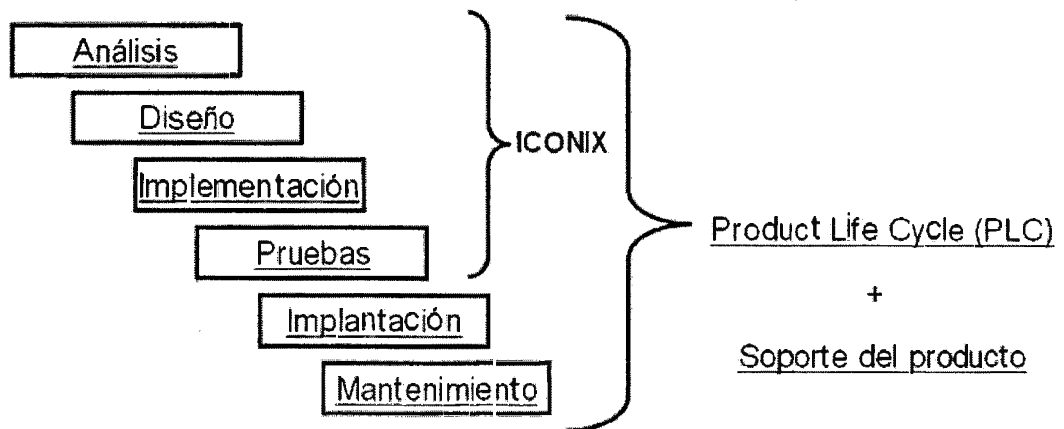 Análisis
Diseño
Implementación
Pruebas
Implantación
Mantenimiento
ICONIX
Product Life Cycle (PLC)
+
Soporte del producto